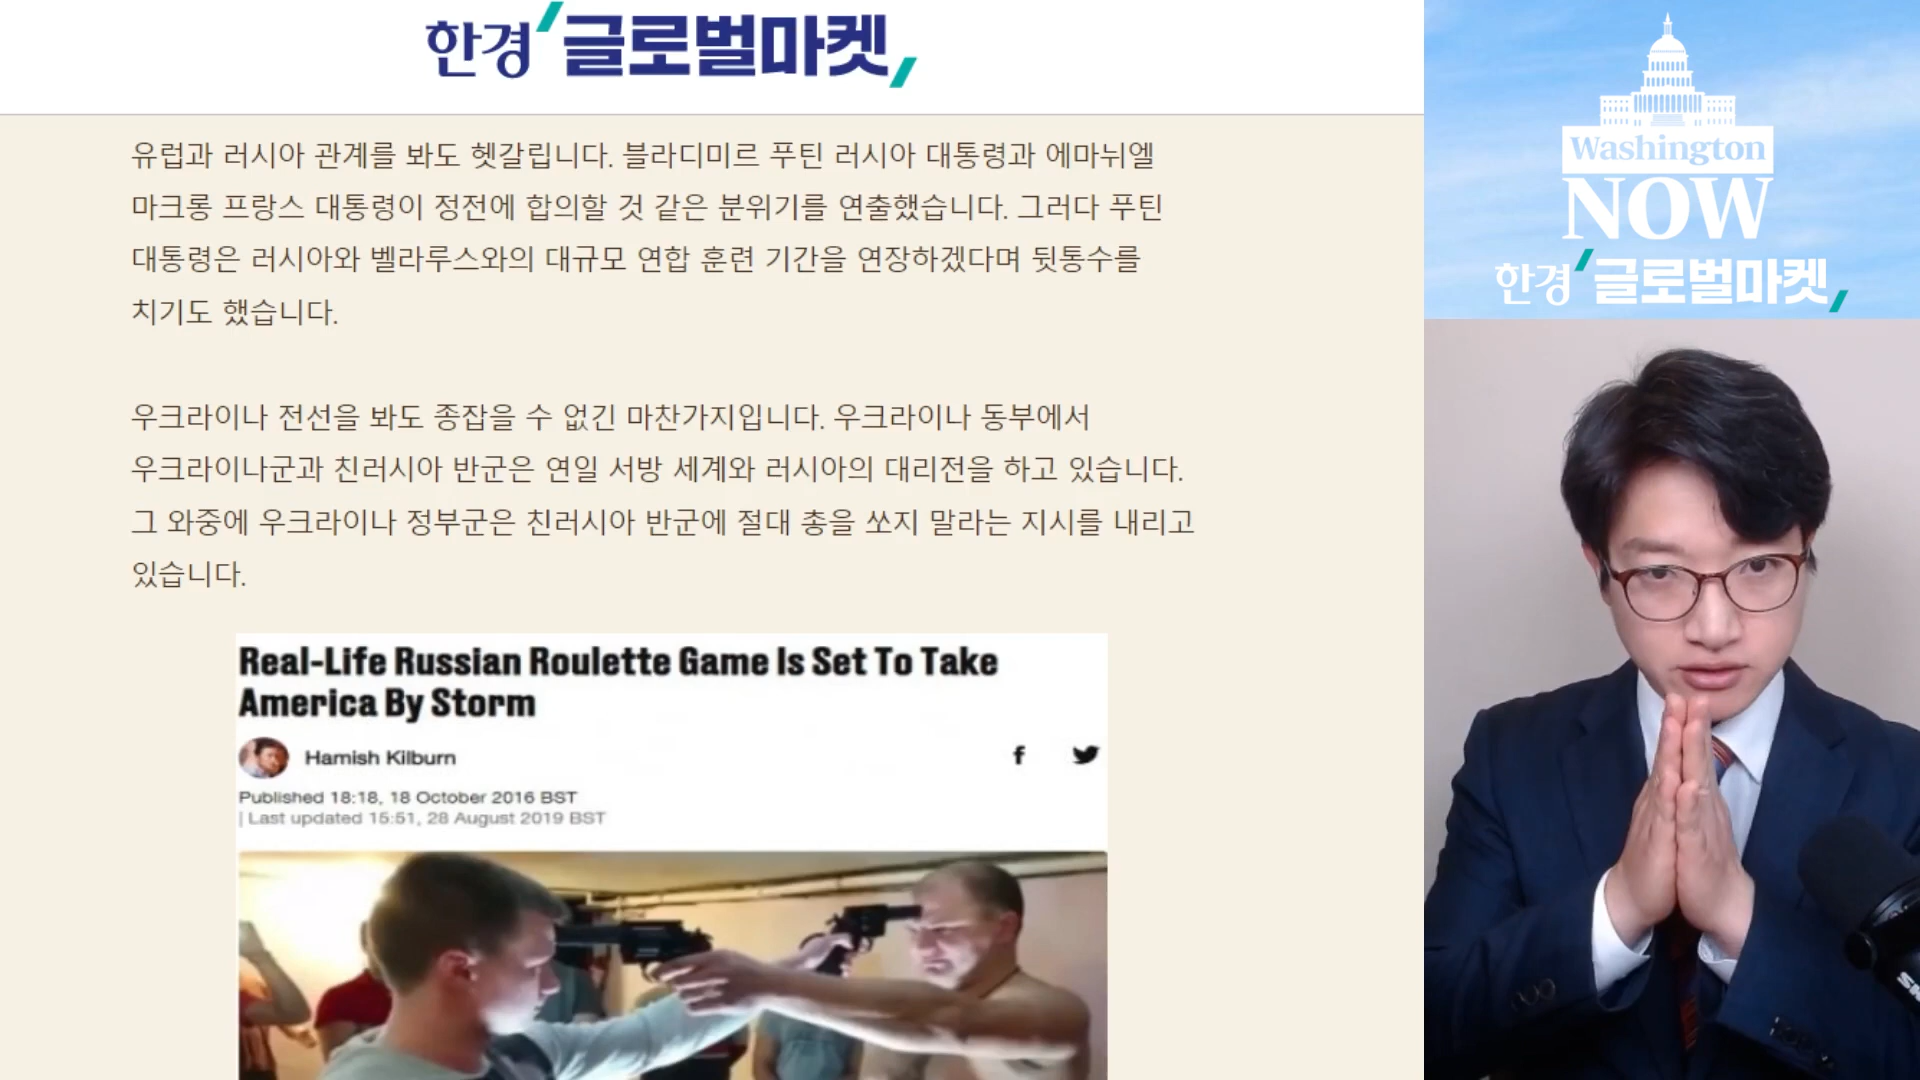 한경 글로벌마켓
유럽과 러시아 관계를 봐도 헷갈립니다. 블라디미르 푸틴 러시아 대통령과 에마뉘엘
마크롱 프랑스 대통령이 정전에 합의할 것 같은 분위기를 연출했습니다. 그러다 푸틴
대통령은 러시아와 벨라루스와의 대규모 연합 훈련 기간을 연장하겠다며 뒷통수를
치기도 했습니다.
우크라이나 전선을 봐도 종잡을 수 없긴 마찬가지입니다. 우크라이나 동부에서
우크라이나군과 친러시아 반군은 연일 서방 세계와 러시아의 대리전을 하고 있습니다.
그 와중에 우크라이나 정부군은 친러시아 반군에 절대 총을 쏘지 말라는 지시를 내리고
있습니다.
Real-Life Russian Roulette Game Is Set To Take
America By Storm
Hamish Kilburn
Published 18:18, 18 October 2016 BST
| Last updated 15:51, 28 August 2019 BST
Washington
NOW
한경 글로벌마켓